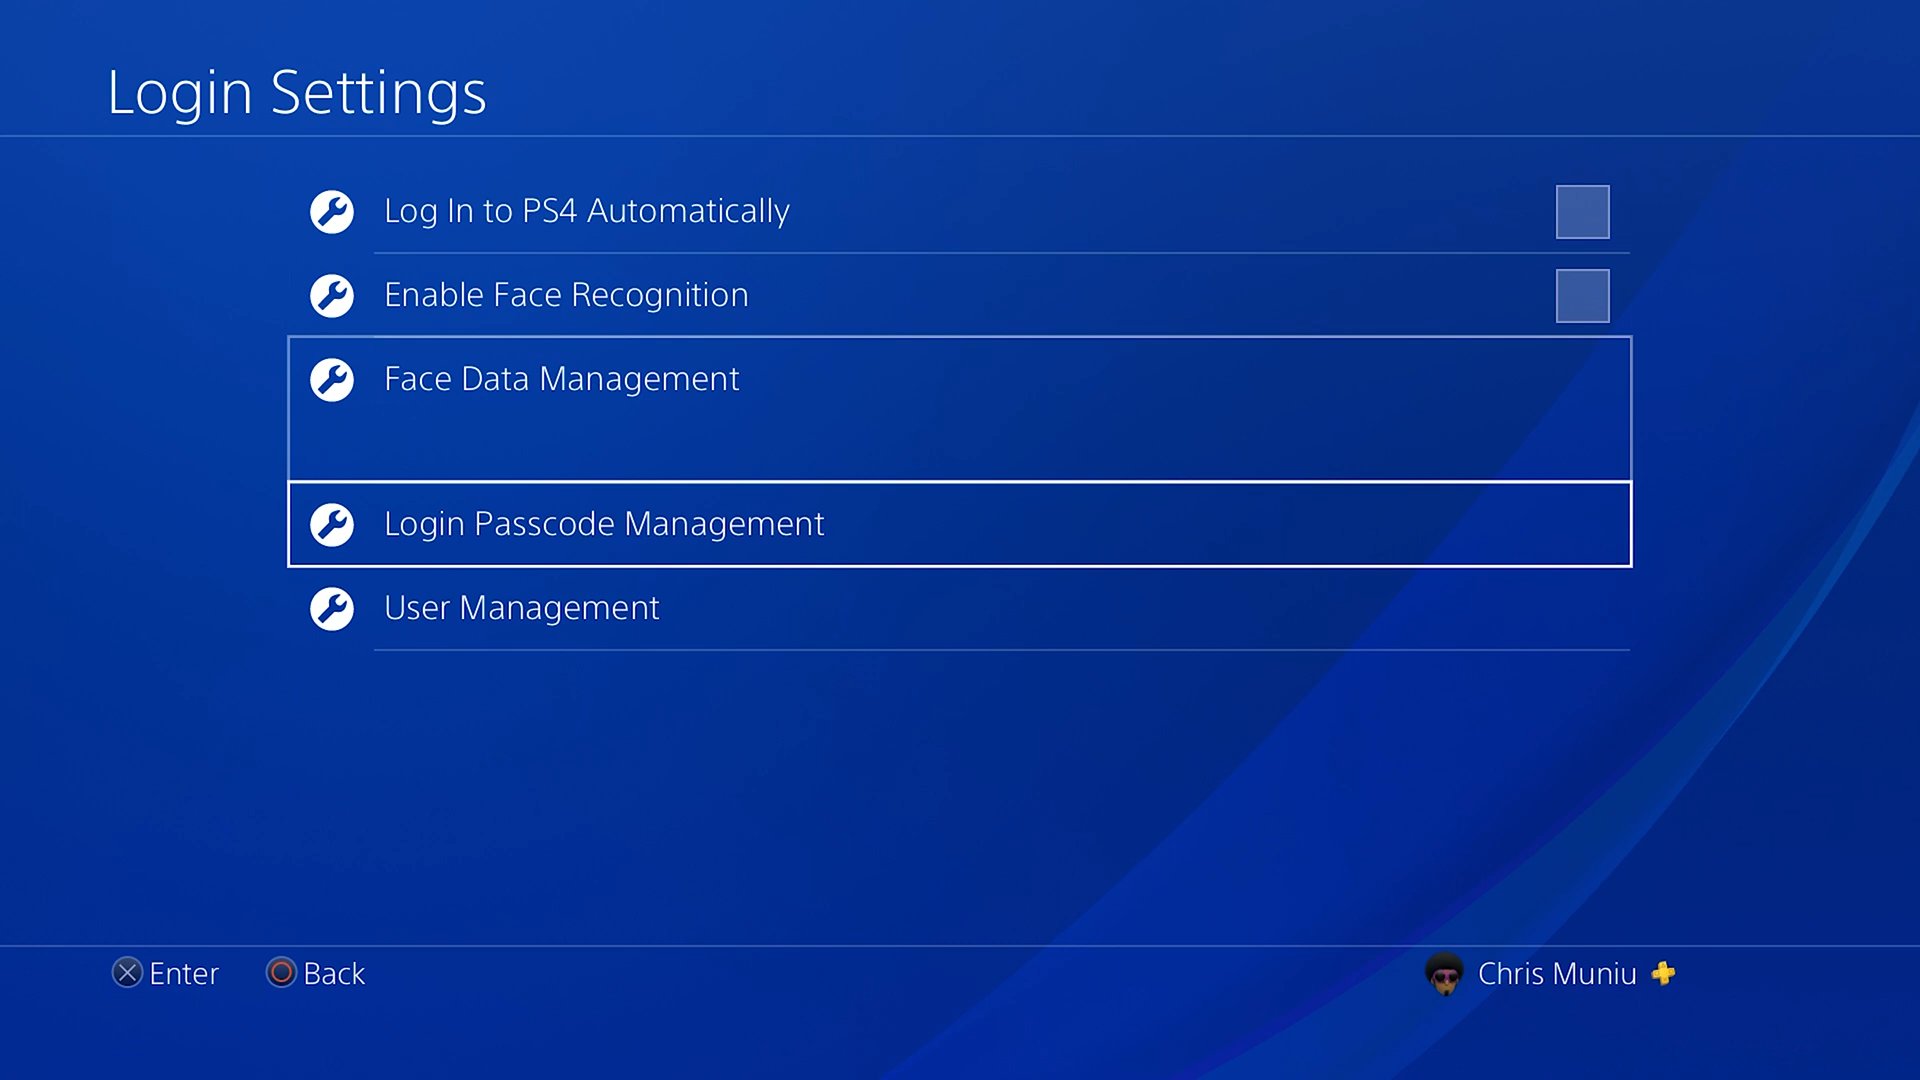 Login Settings
Log In to PS4 Automatically
Enable Face Recognition
Face Data Management
Login Passcode Management
User Management
Enter Back Chris Muniu